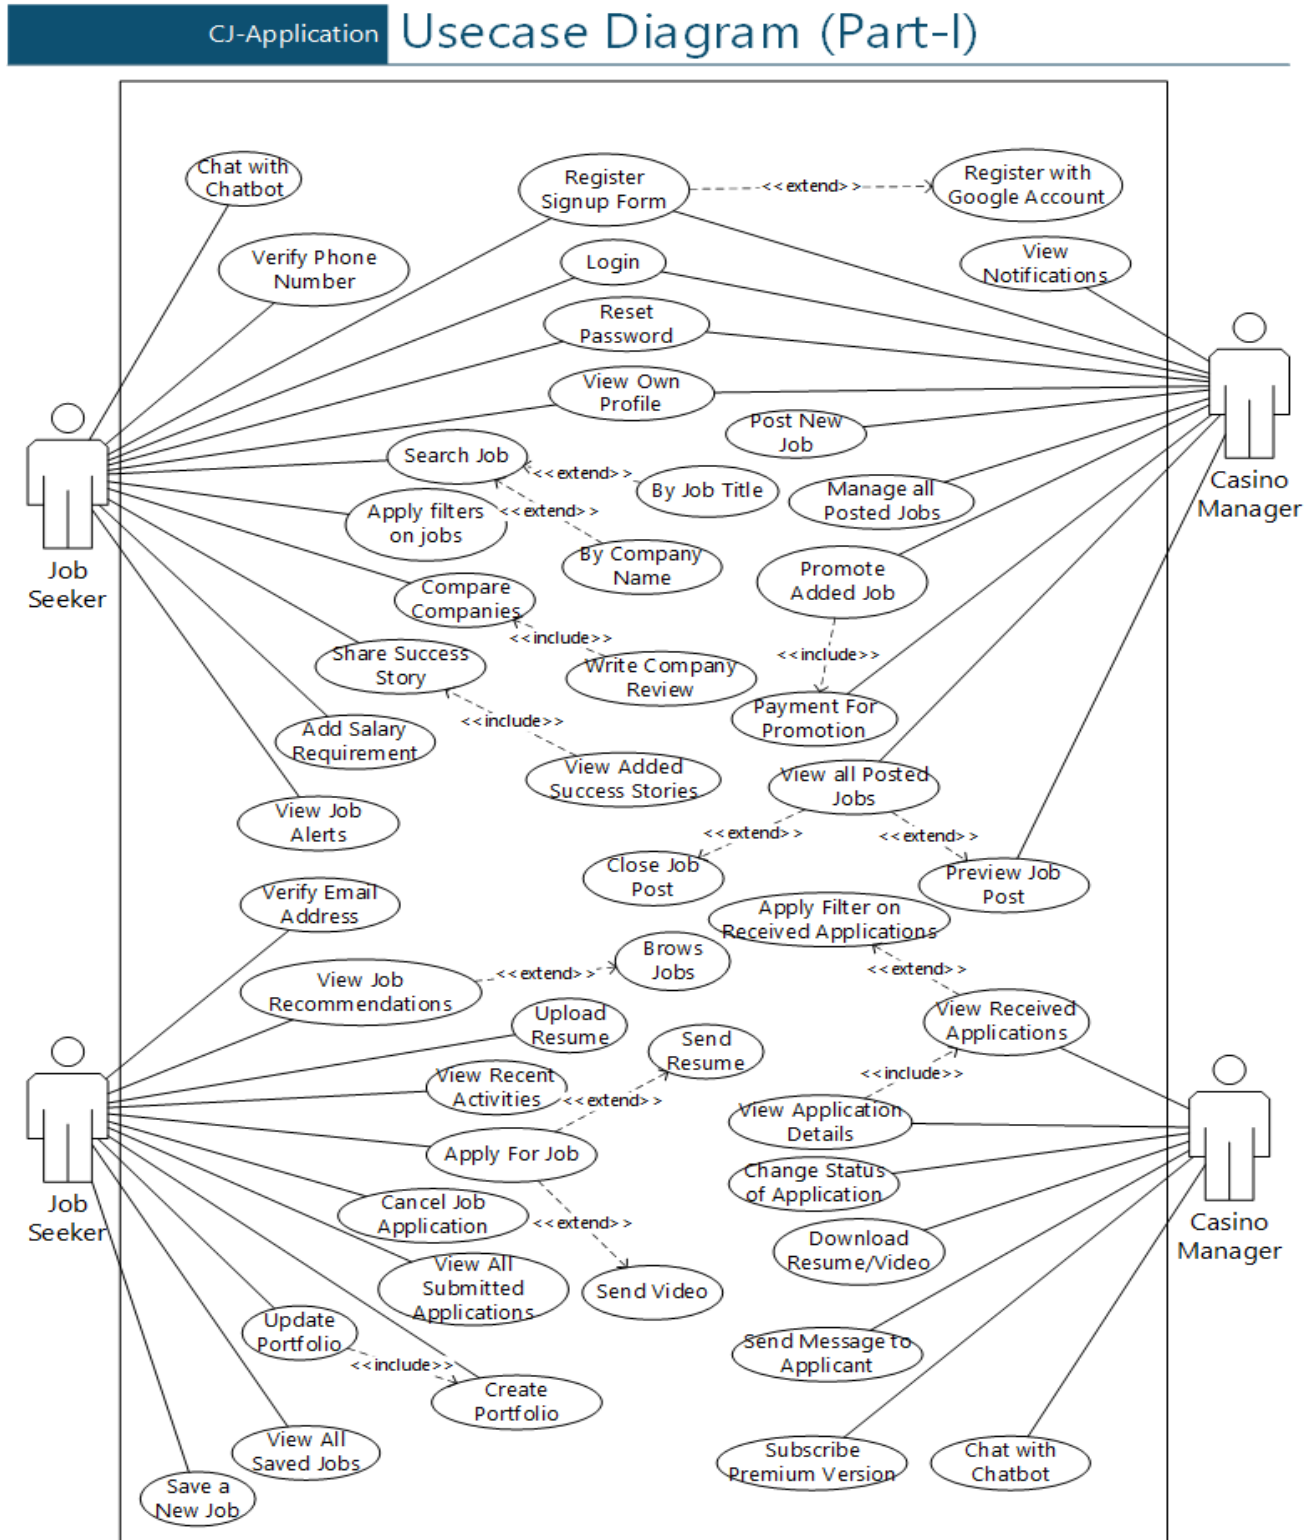 CJ-Application
Usecase Diagram (Part-I)
Chat with
Chatbot
Register
Signup Form
<<extend>>
Register with
Google Account
Verify Phone
Number
Login
View
Notifications
Reset
Password
View Own
Profile
Post New
Job
Search Job
<<extend>>
By Job Title
Manage all
Posted Jobs
Casino
Manager
Apply filters
on jobs
<<extend>>
By Company
Name
Promote
Added Job
Job
Seeker
Compare
Companies
<<include>>
Write Company
Review
<<include>>
Share Success
Story
<<include>>
Payment For
Promotion
Add Salary
Requirement
View Added
Success Stories
View all Posted
Jobs
View Job
Alerts
<<extend>>
<<extend>>
Close Job
Post
Preview Job
Post
Verify Email
Address
Apply Filter on
Received Applications
Brows
Jobs
<<extend>>
<<extend>>
View Job
Recommendations
View Received
Applications
Upload
Resume
Send
Resume
<<include>>
View Recent
Activities
<<extend>>
View Application
Details
Apply For Job
Change Status
of Application
Job
Seeker
Cancel Job
Application
<<extend>>
Casino
Manager
Download
Resume/Video
View All
Submitted
Applications
Send Video
Update
Portfolio
<<include>>
Send Message to
Applicant
Create
Portfolio
View All
Saved Jobs
Subscribe
Premium Version
Chat with
Chatbot
Save a
New Job